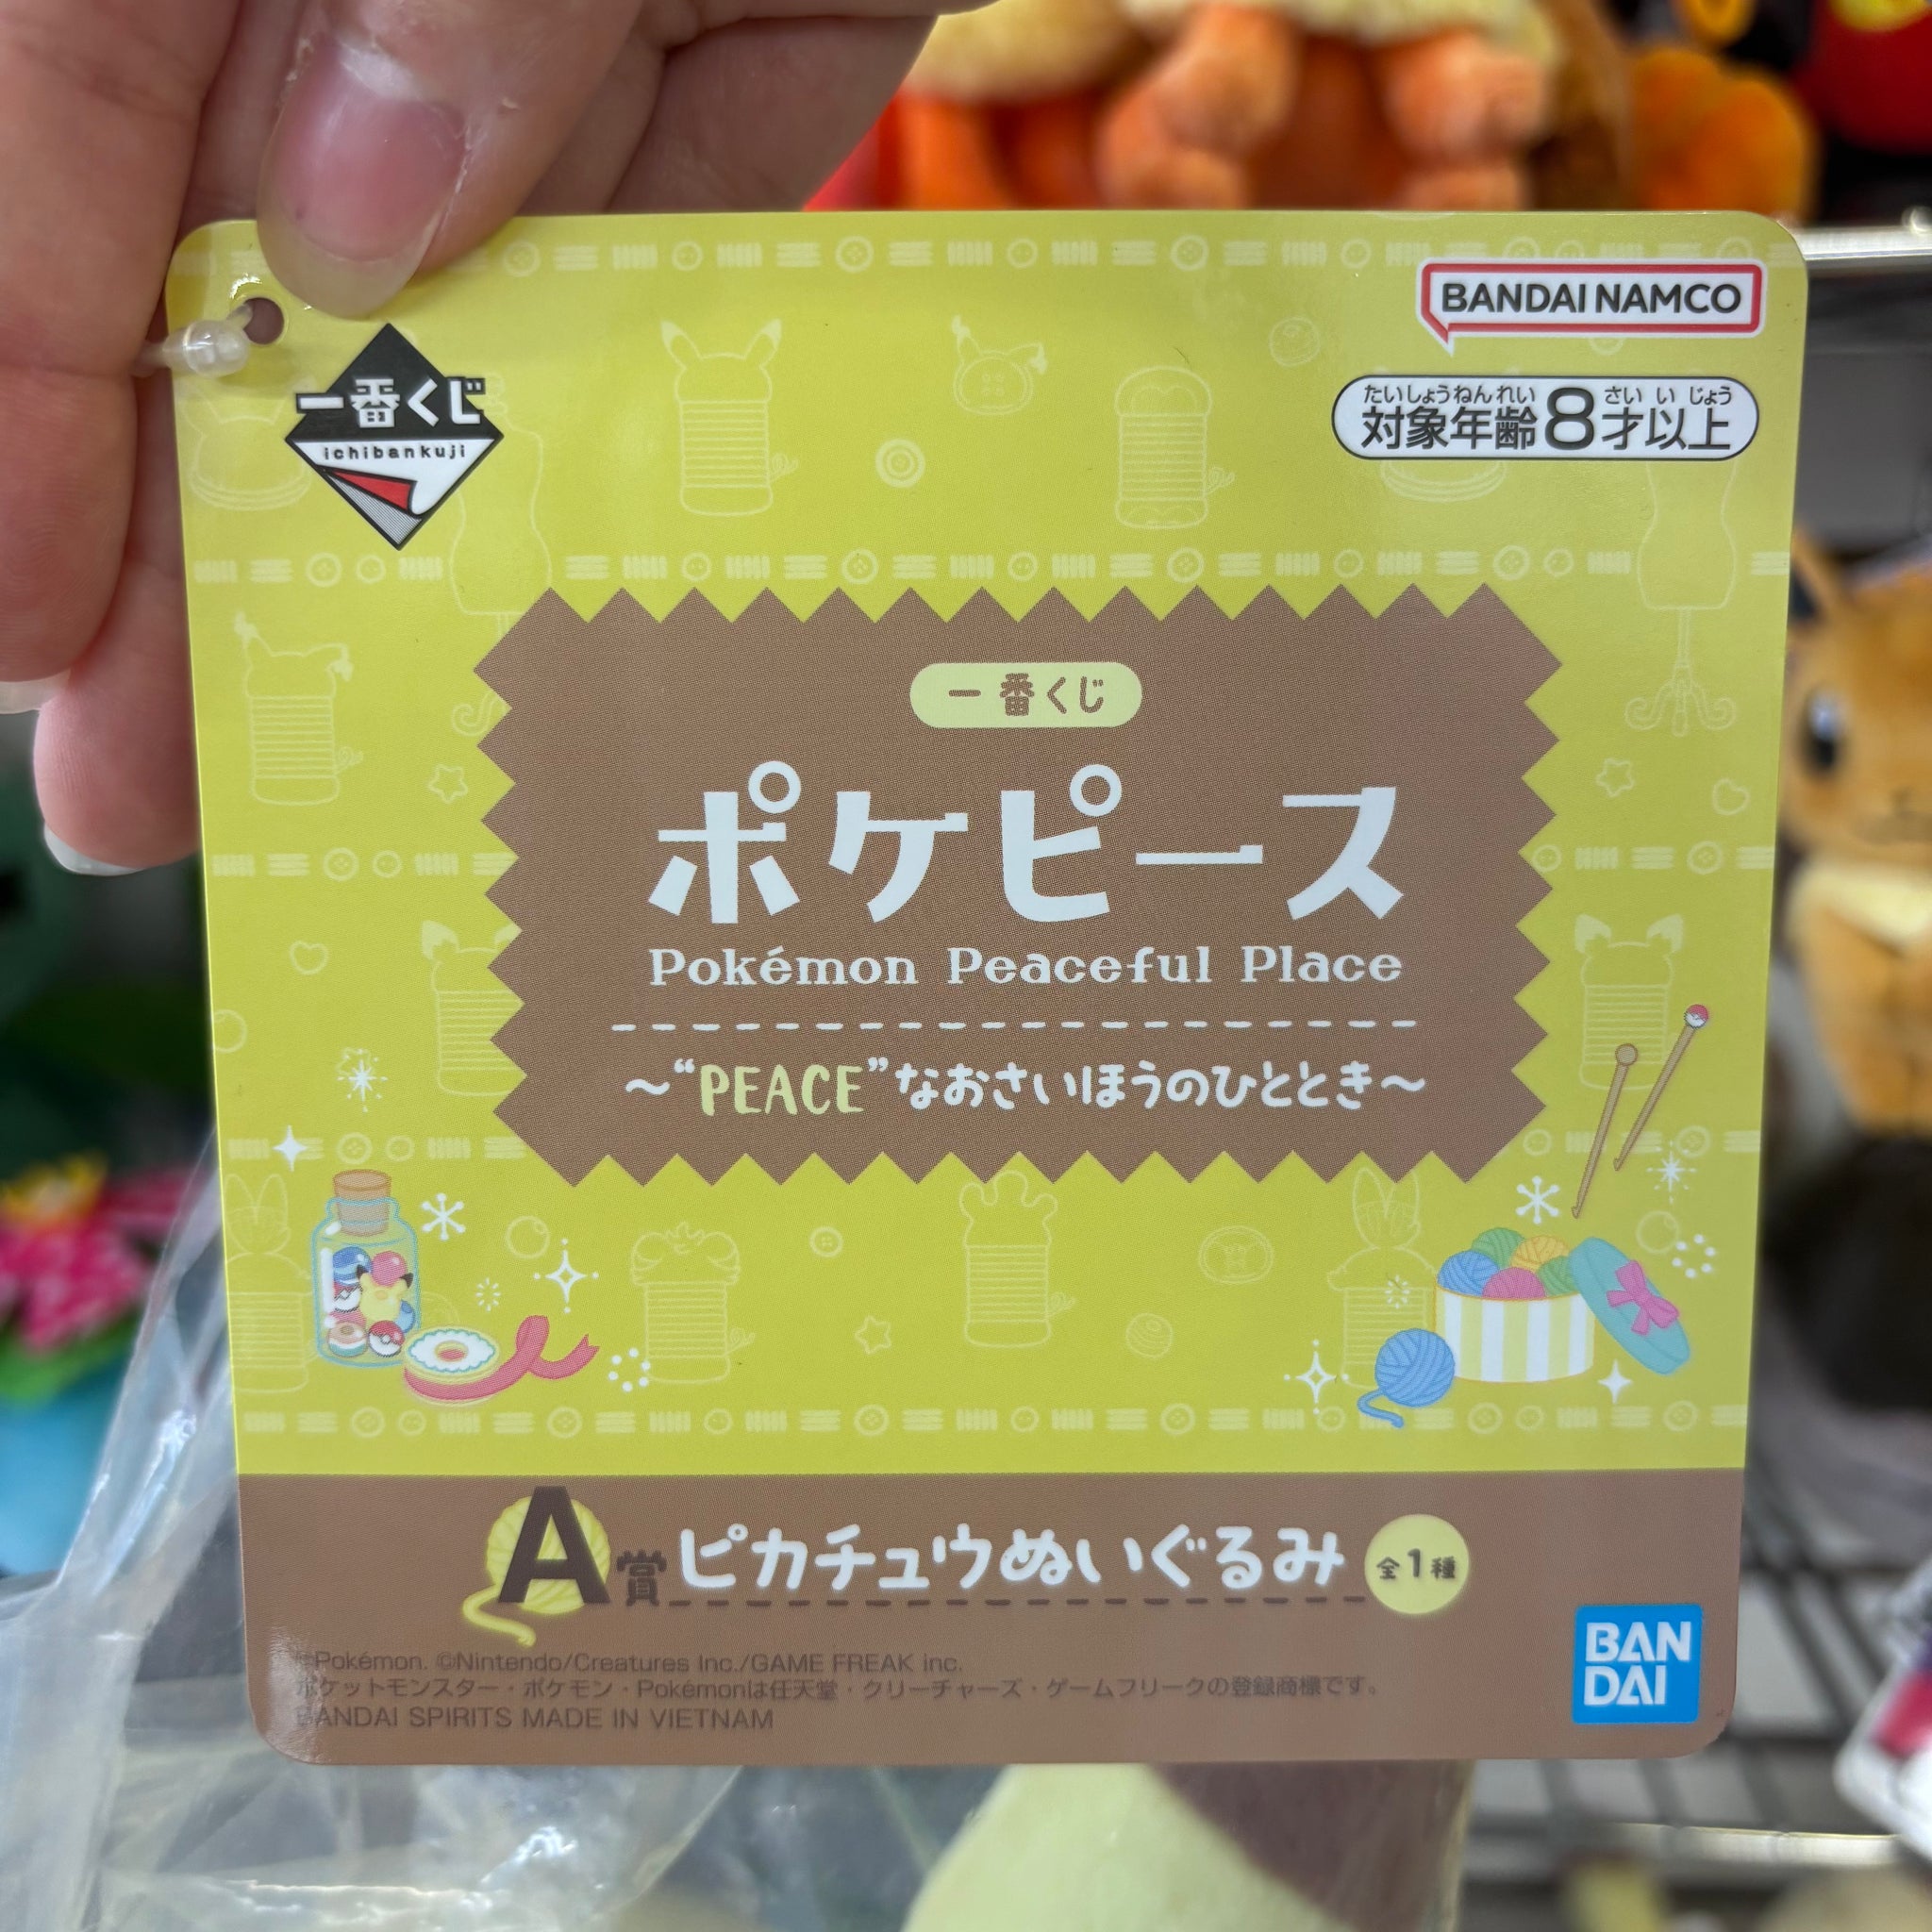 BANDAI NAMCO
一番くじ
ichibankuji
たいしょうねんれい さい い じょう
対象年齢8才以上
一番くじ
ポケピース
Pokémon Peaceful Place
～“PEACE”なおさいほうのひととき～
A賞 ピカチュウぬいぐるみ 全1種
©Pokémon. ©Nintendo/Creatures Inc./GAME FREAK inc.
ポケットモンスター・ポケモン・Pokémonは任天堂・クリーチャーズ・ゲームフリークの登録商標です。
BANDAI SPIRITS MADE IN VIETNAM
BAN
DAI